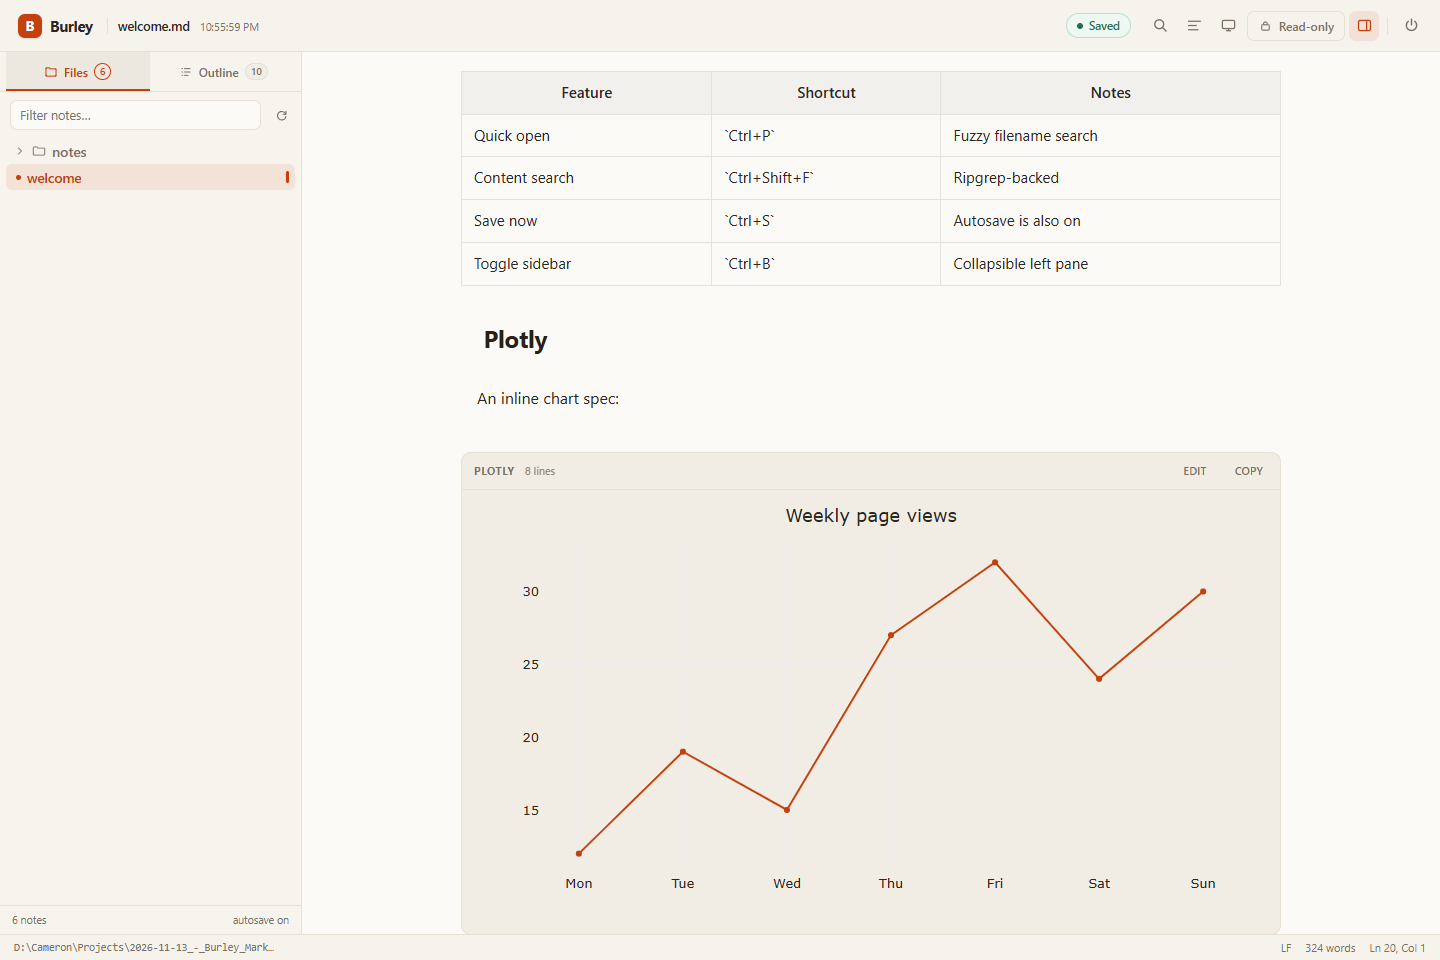 B Burley welcome.md 10:55:59 PM Saved Read-only
Files 6 Outline 10
Filter notes...
notes
welcome
Feature Shortcut Notes
Quick open `Ctrl+P` Fuzzy filename search
Content search `Ctrl+Shift+F` Ripgrep-backed
Save now `Ctrl+S` Autosave is also on
Toggle sidebar `Ctrl+B` Collapsible left pane
Plotly
An inline chart spec:
PLOTLY 8 lines EDIT COPY
Weekly page views
30
25
20
15
Mon Tue Wed Thu Fri Sat Sun
6 notes autosave on
D:\Cameron\Projects\2026-11-13_-_Burley_Mark… LF 324 words Ln 20, Col 1